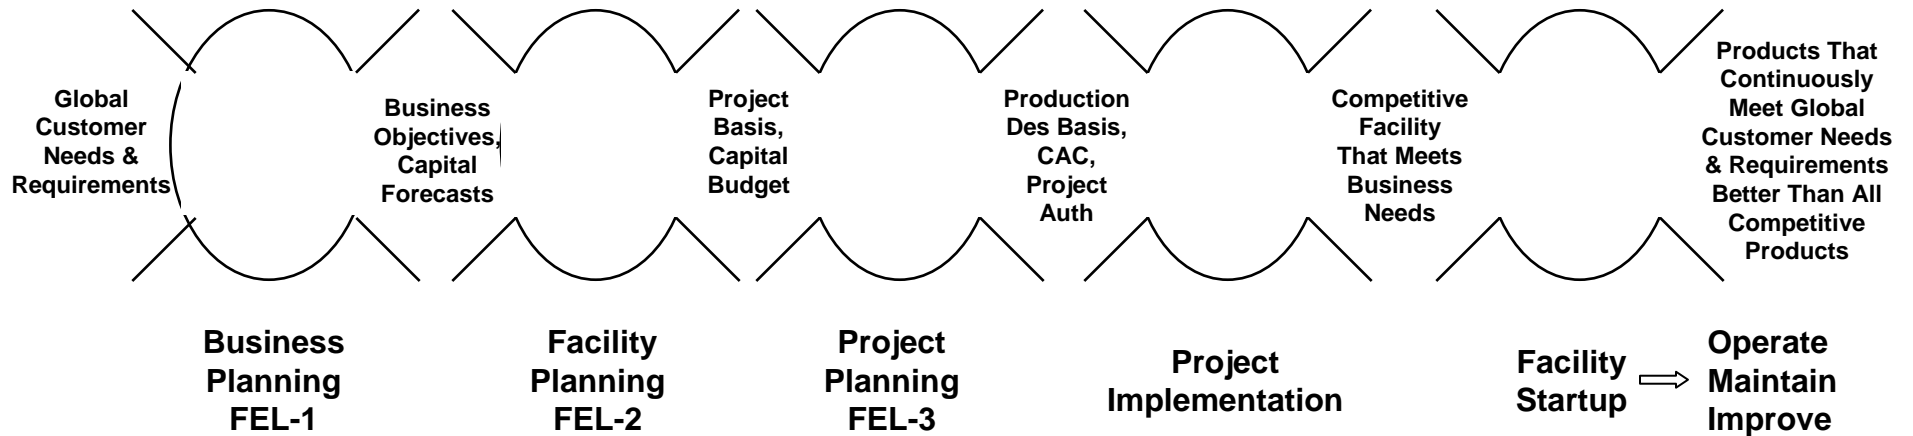 Global
Customer
Needs &
Requirements
Business
Objectives,
Capital
Forecasts
Project
Basis,
Capital
Budget
Production
Des Basis,
CAC,
Project
Auth
Competitive
Facility
That Meets
Business
Needs
Products That
Continuously
Meet Global
Customer Needs
& Requirements
Better Than All
Competitive
Products
Business
Planning
FEL-1
Facility
Planning
FEL-2
Project
Planning
FEL-3
Project
Implementation
Facility
Startup
Operate
Maintain
Improve